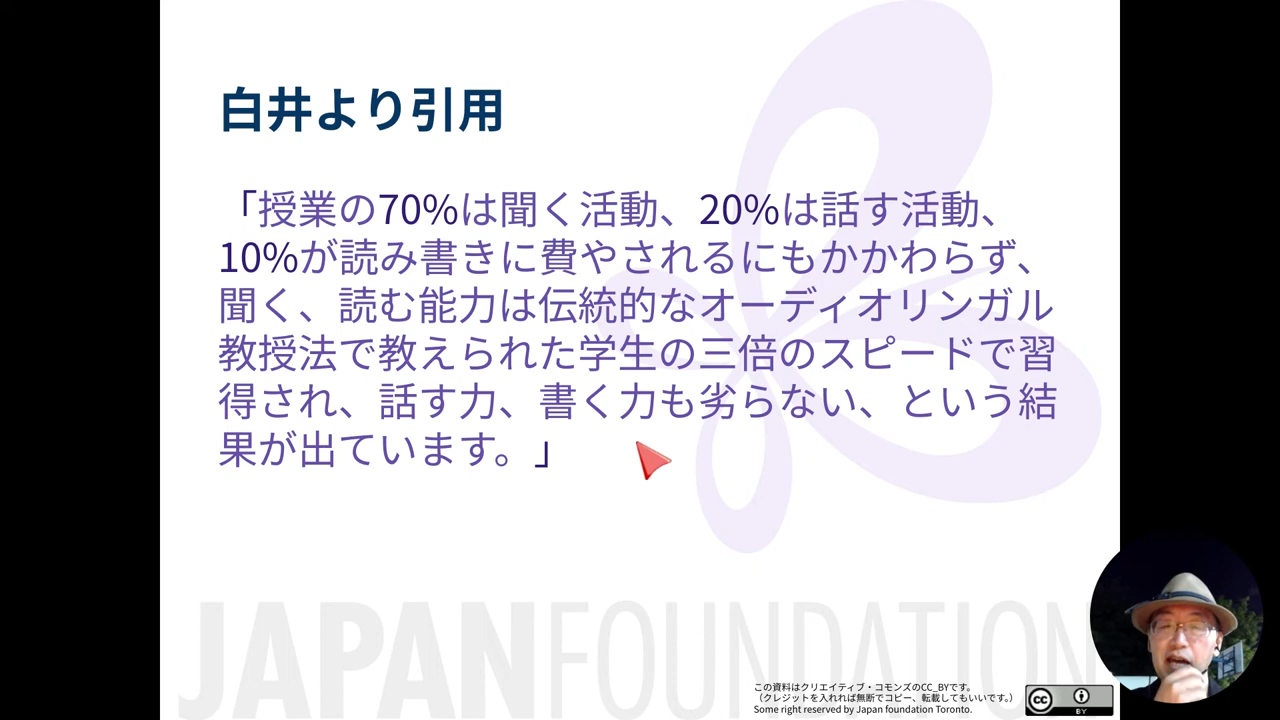 白井より引用
「授業の70%は聞く活動、20%は話す活動、
10%が読み書きに費やされるにもかかわらず、
聞く、読む能力は伝統的なオーディオリンガル
教授法で教えられた学生の三倍のスピードで習
得され、話す力、書く力も劣らない、という結
果が出ています。」
JAPAN FOUNDATION
この資料はクリエイティブ・コモンズのCC_BYです。
（クレジットを入れれば無断でコピー、転載してもいいです。）
Some right reserved by Japan foundation Toronto.
cc
BY